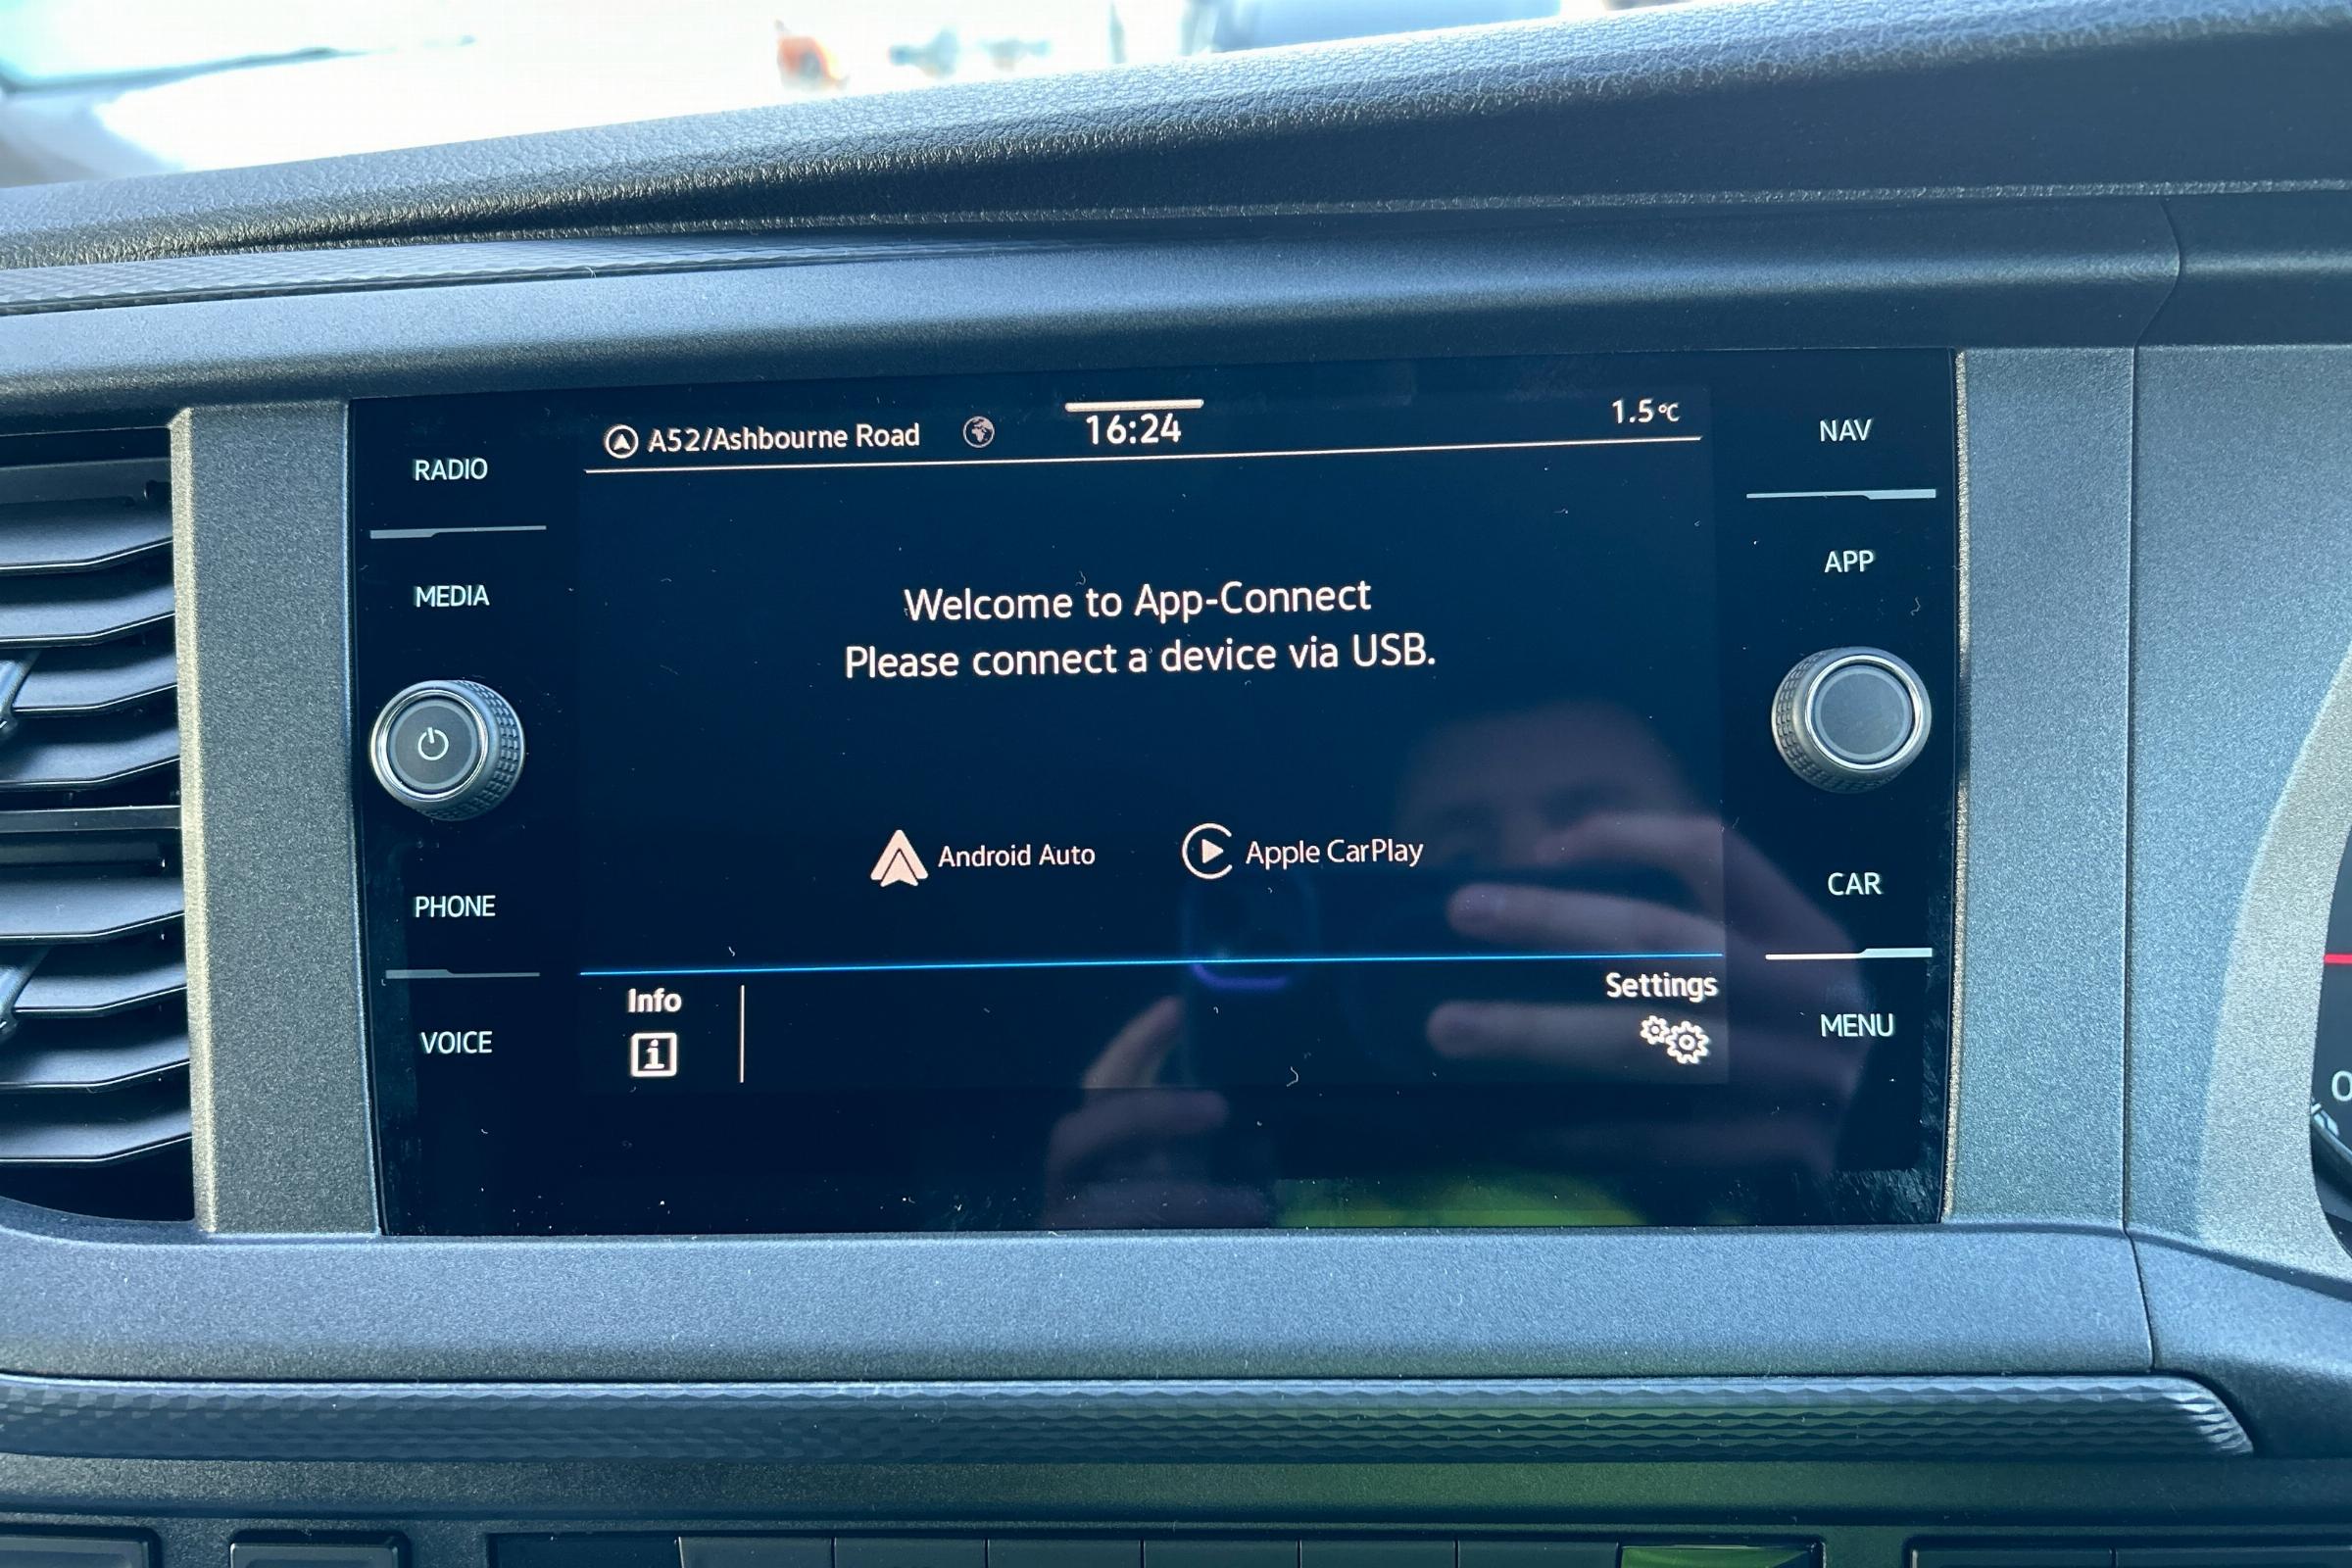 A52/Ashbourne Road
16:24
1.5°C
RADIO
MEDIA
PHONE
VOICE
Welcome to App-Connect
Please connect a device via USB.
Android Auto
Apple CarPlay
Info
Settings
NAV
APP
CAR
MENU
0